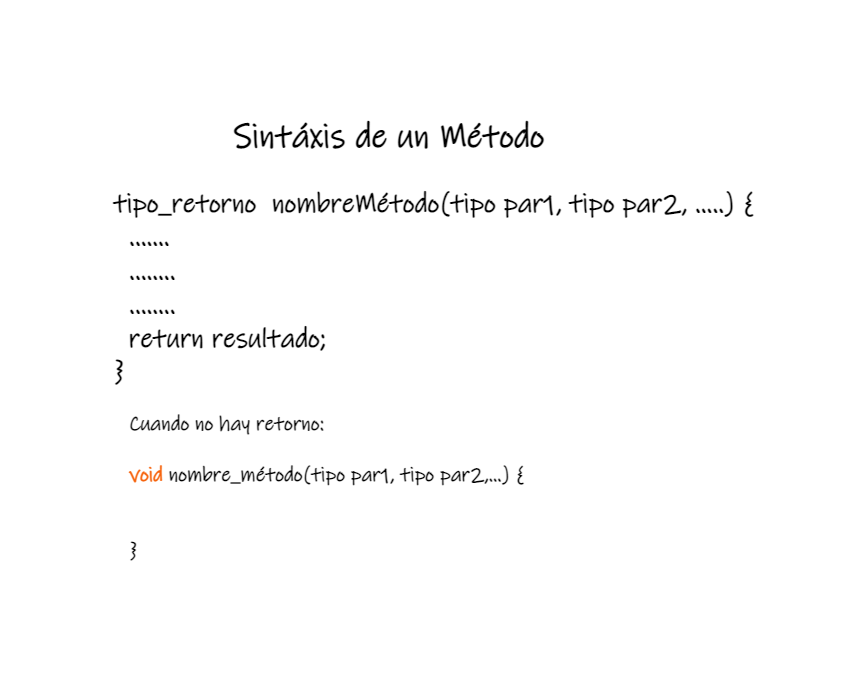 Sintáxis de un Método
tipo_retorno nombreMétodo(tipo par1, tipo par2, .....) {
.......
........
........
return resultado;
}
Cuando no hay retorno:
void nombre_método(tipo par1, tipo par2,...) {
}